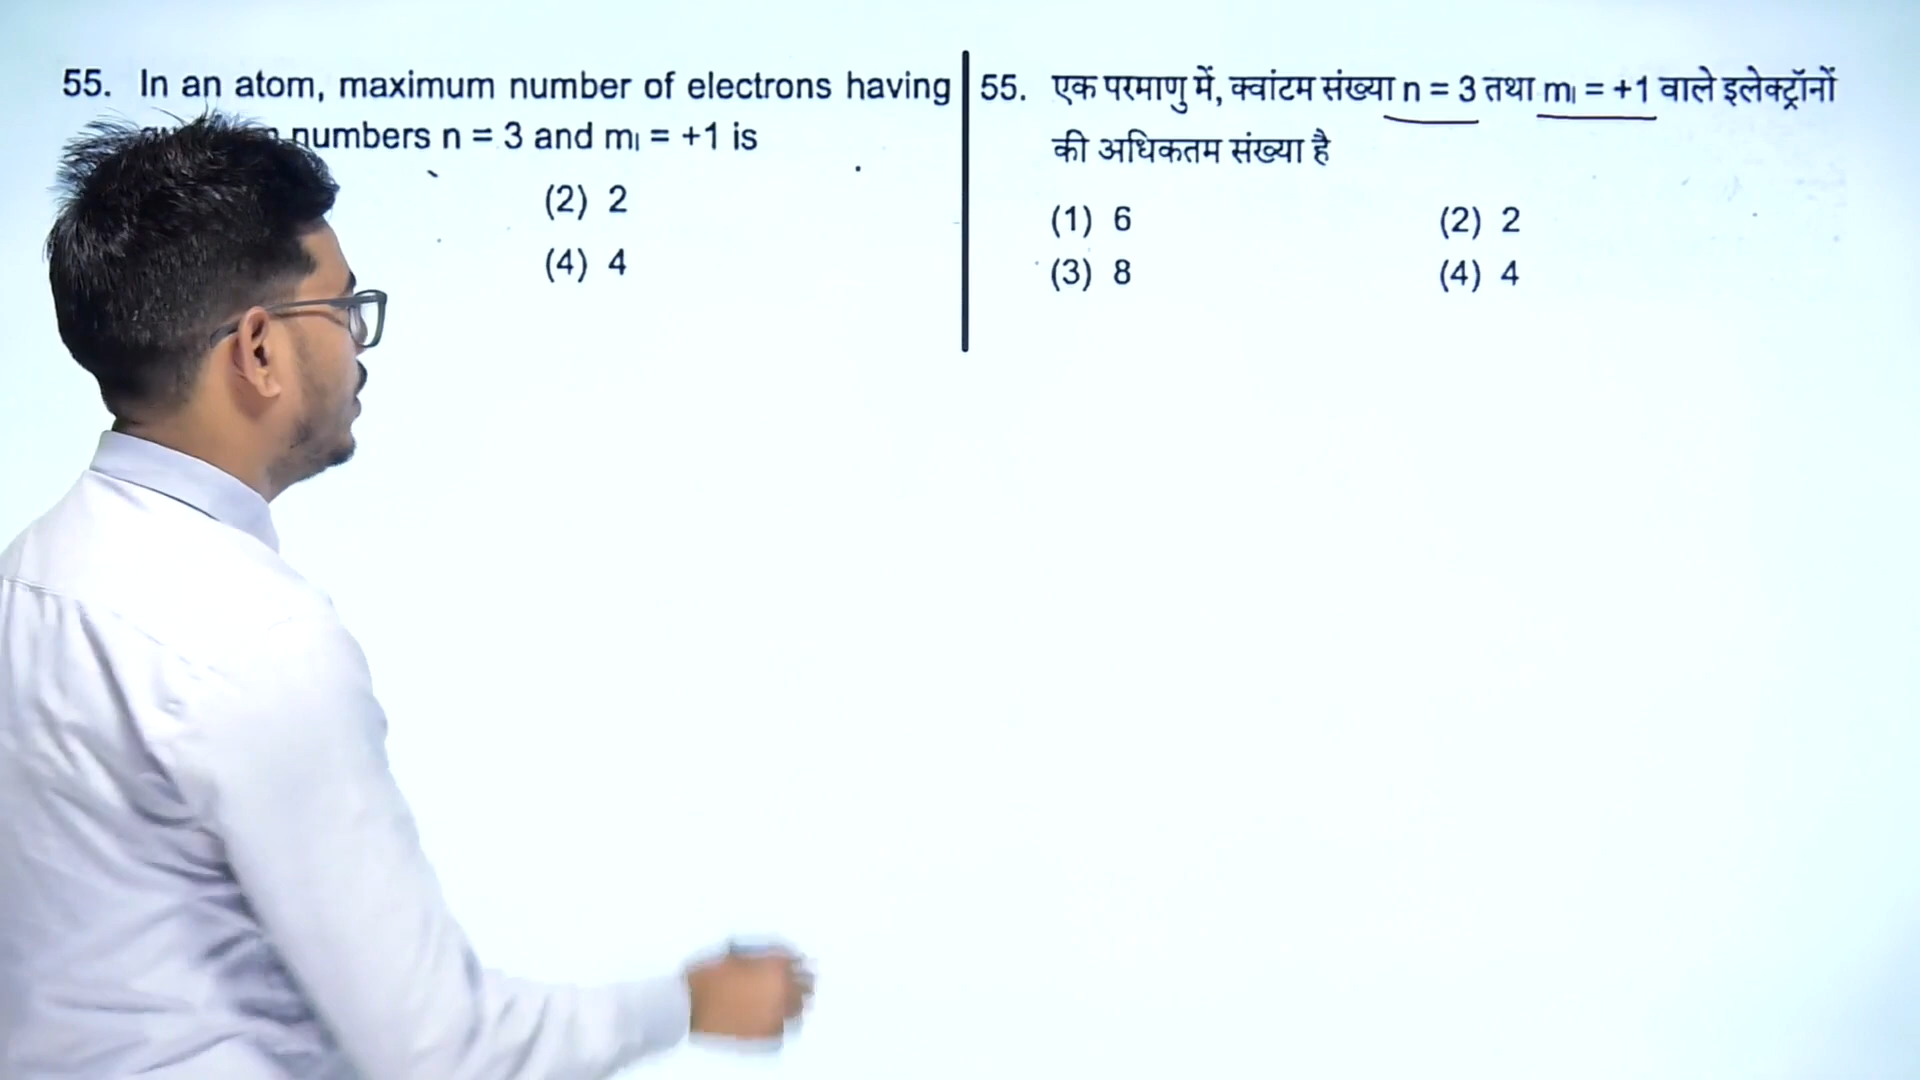 55. In an atom, maximum number of electrons having
numbers n = 3 and mₗ = +1 is
(2) 2
(4) 4
55. एक परमाणु में, क्वांटम संख्या n = 3 तथा mₗ = +1 वाले इलेक्ट्रॉनों
की अधिकतम संख्या है
(1) 6 (2) 2
(3) 8 (4) 4